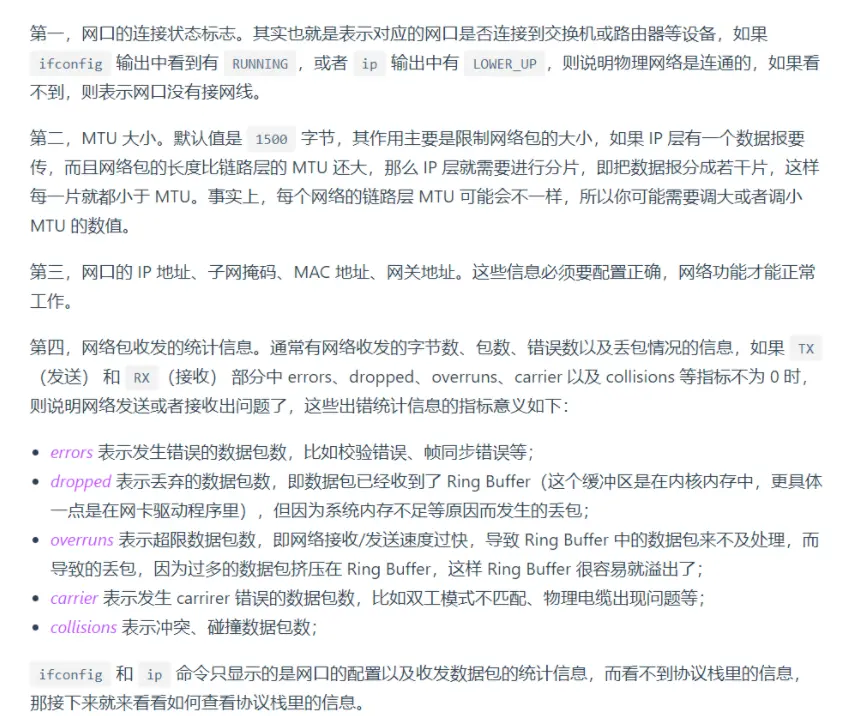 第一，网口的连接状态标志。其实也就是表示对应的网口是否连接到交换机或路由器等设备，如果
ifconfig 输出中看到有 RUNNING ，或者 ip 输出中有 LOWER_UP ，则说明物理网络是连通的，如果看
不到，则表示网口没有接网线。
第二，MTU 大小。默认值是 1500 字节，其作用主要是限制网络包的大小，如果 IP 层有一个数据报要
传，而且网络包的长度比链路层的 MTU 还大，那么 IP 层就需要进行分片，即把数据报分成若干片，这样
每一片就都小于 MTU。事实上，每个网络的链路层 MTU 可能会不一样，所以你可能需要调大或者调小
MTU 的数值。
第三，网口的 IP 地址、子网掩码、MAC 地址、网关地址。这些信息必须要配置正确，网络功能才能正常
工作。
第四，网络包收发的统计信息。通常有网络收发的字节数、包数、错误数以及丢包情况的信息，如果 TX
（发送） 和 RX （接收） 部分中 errors、dropped、overruns、carrier 以及 collisions 等指标不为 0 时，
则说明网络发送或者接收出问题了，这些出错统计信息的指标意义如下：
• errors 表示发生错误的数据包数，比如校验错误、帧同步错误等；
• dropped 表示丢弃的数据包数，即数据包已经收到了 Ring Buffer（这个缓冲区是在内核内存中，更具体
一点是在网卡驱动程序里），但因为系统内存不足等原因而发生的丢包；
• overruns 表示超限数据包数，即网络接收/发送速度过快，导致 Ring Buffer 中的数据包来不及处理，而
导致的丢包，因为过多的数据包挤压在 Ring Buffer，这样 Ring Buffer 很容易就溢出了；
• carrier 表示发生 carrirer 错误的数据包数，比如双工模式不匹配、物理电缆出现问题等；
• collisions 表示冲突、碰撞数据包数；
ifconfig 和 ip 命令只显示的是网口的配置以及收发数据包的统计信息，而看不到协议栈里的信息，
那接下来就来看看如何查看协议栈里的信息。